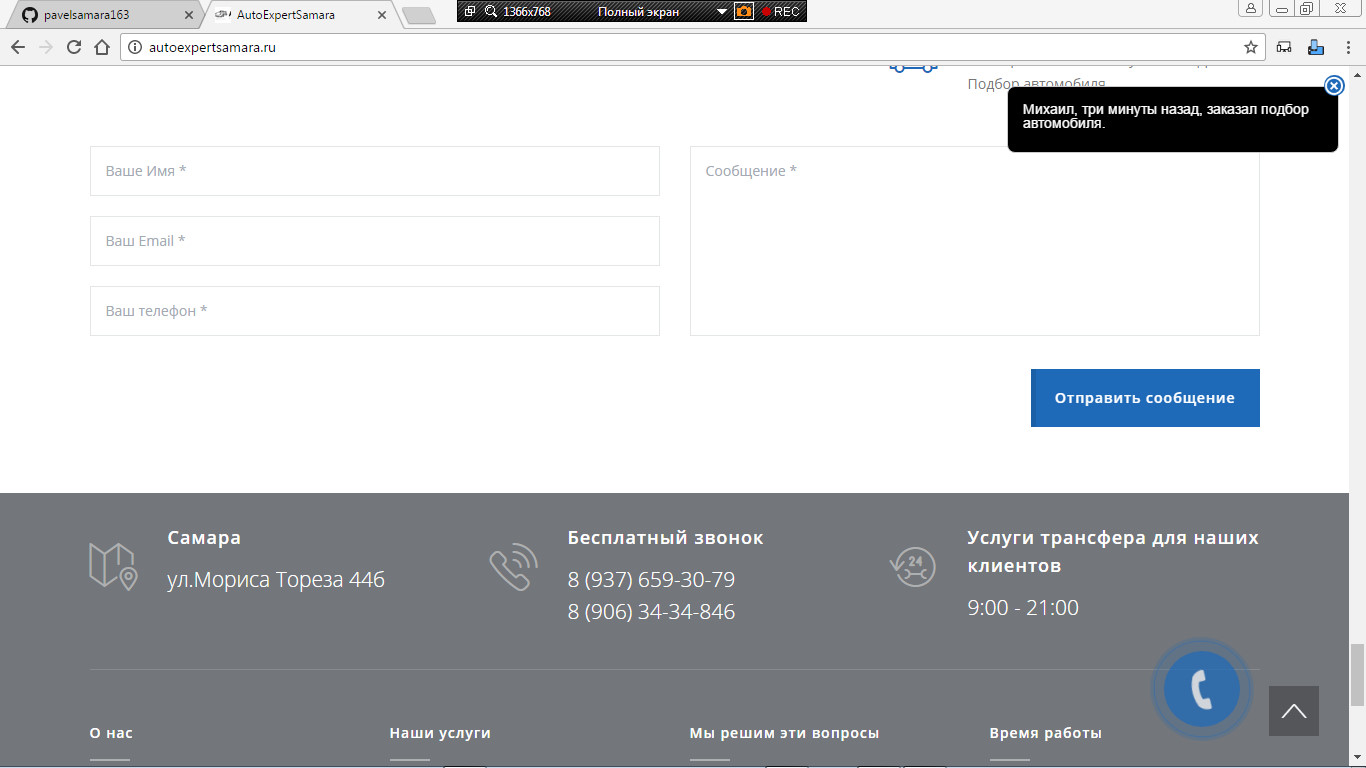 pavelsamara163
AutoExpertSamara
1366x768
Полный экран
REC
autoexpertsamara.ru
Подбор автомобиля
Михаил, три минуты назад, заказал подбор
автомобиля.
Ваше Имя *
Сообщение *
Ваш Email *
Ваш телефон *
Отправить сообщение
Самара
ул.Мориса Тореза 44б
Бесплатный звонок
8 (937) 659-30-79
8 (906) 34-34-846
24
Услуги трансфера для наших
клиентов
9:00 - 21:00
О нас
Наши услуги
Мы решим эти вопросы
Время работы